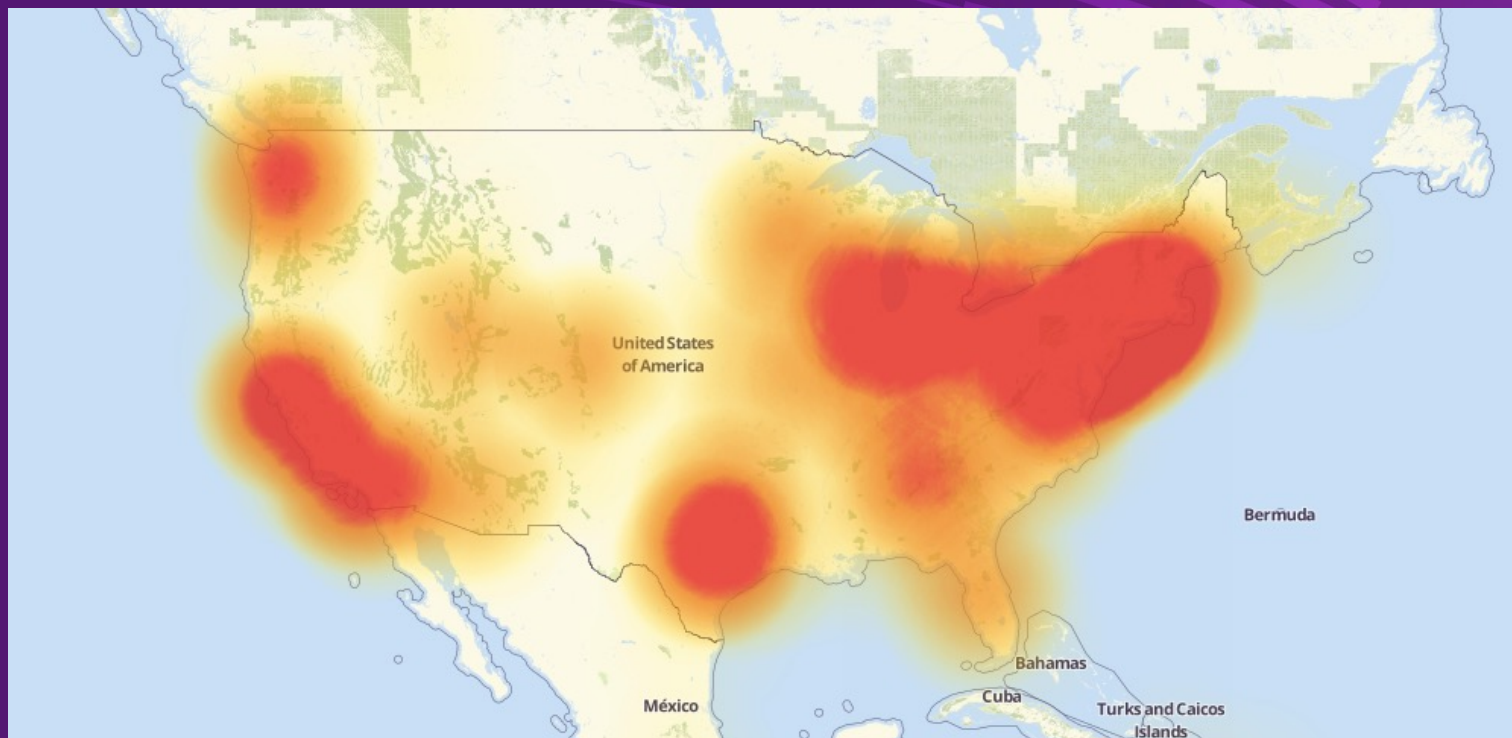 United States
of America
Bermuda
Bahamas
Cuba
México
Turks and Caicos
Islands